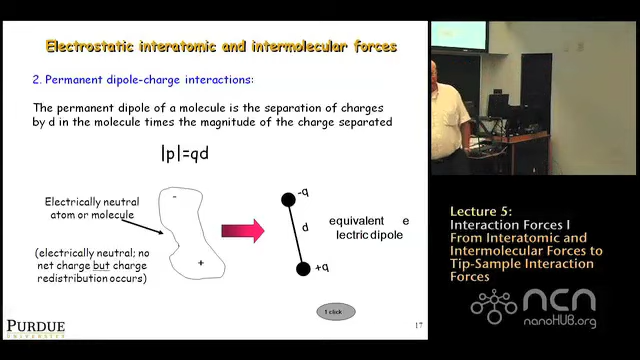 Electrostatic interatomic and intermolecular forces
2. Permanent dipole-charge interactions:
The permanent dipole of a molecule is the separation of charges
by d in the molecule times the magnitude of the charge separated
|p|=qd
Electrically neutral
atom or molecule
(electrically neutral; no
net charge but charge
redistribution occurs)
-
+
-q
d
+q
equivalent e
lectric dipole
1 click
PURDUE
UNIVERSITY
17
Lecture 5:
Interaction Forces I
From Interatomic and
Intermolecular Forces to
Tip-Sample Interaction
Forces
ncn
nanoHUB.org